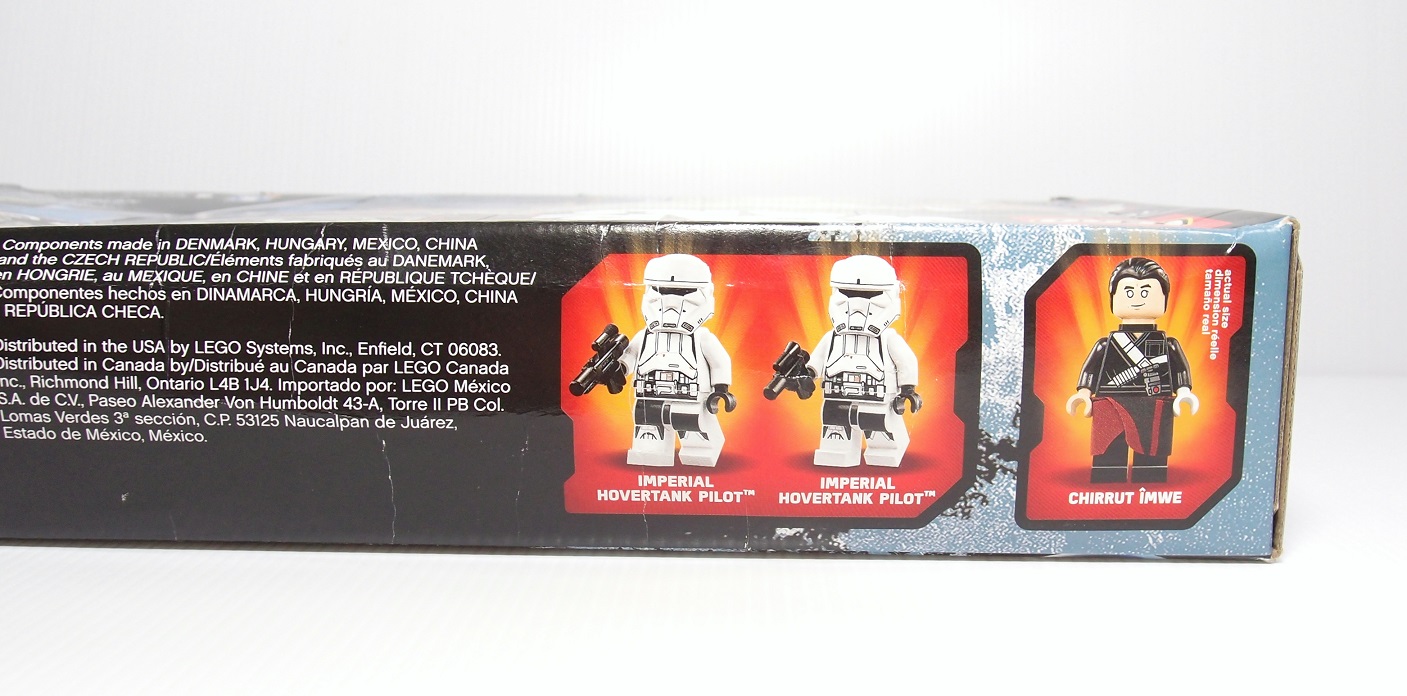 Components made in DENMARK, HUNGARY, MEXICO, CHINA
and the CZECH REPUBLIC/Éléments fabriqués au DANEMARK,
en HONGRIE, au MEXIQUE, en CHINE et en RÉPUBLIQUE TCHÈQUE/
Componentes hechos en DINAMARCA, HUNGRÍA, MÉXICO, CHINA
REPÚBLICA CHECA.
Distributed in the USA by LEGO Systems, Inc., Enfield, CT 06083.
Distributed in Canada by/Distribué au Canada par LEGO Canada
Inc., Richmond Hill, Ontario L4B 1J4. Importado por: LEGO México
S.A. de C.V., Paseo Alexander Von Humboldt 43-A, Torre II PB Col.
Lomas Verdes 3ª sección, C.P. 53125 Naucalpan de Juárez,
Estado de México, México.
IMPERIAL
HOVERTANK PILOT™
IMPERIAL
HOVERTANK PILOT™
actual size
dimension réelle
tamaño real
CHIRRUT ÎMWE